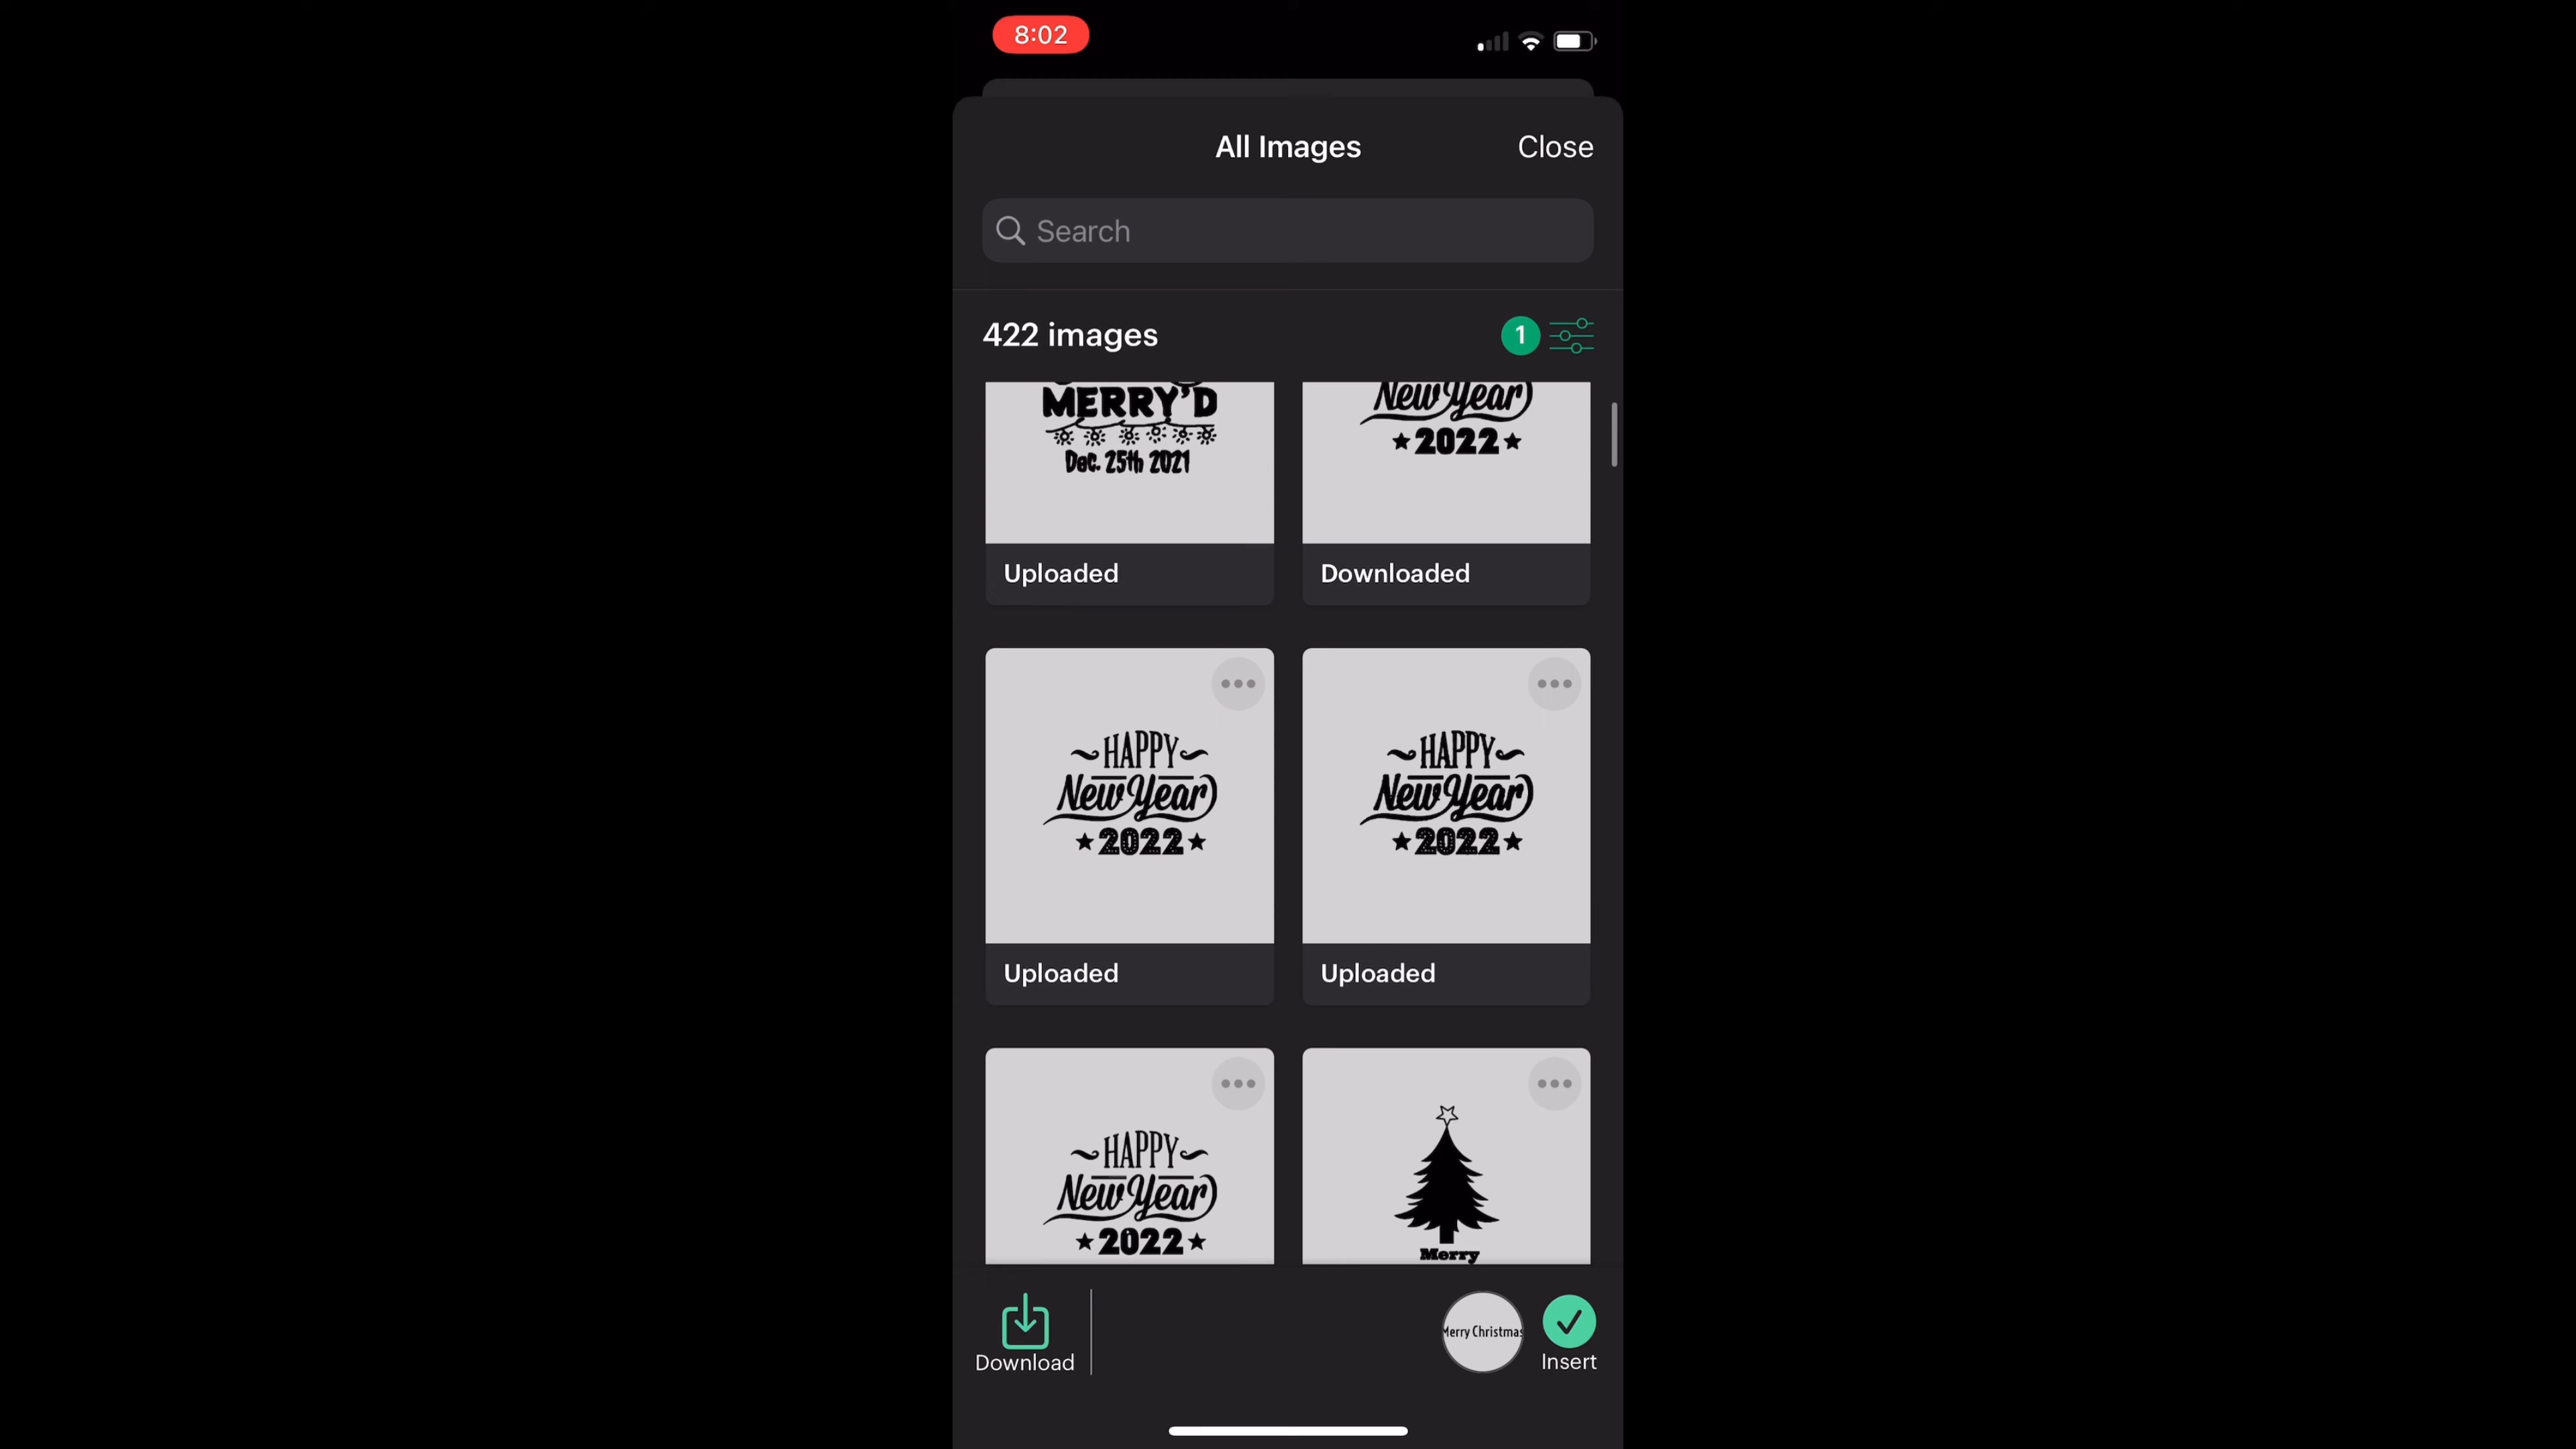 8:02
All Images
Close
Search
422 images
1
MERRY'D
Dec. 25th 2021
New Year
2022
Uploaded
Downloaded
HAPPY
New Year
2022
HAPPY
New Year
2022
Uploaded
Uploaded
HAPPY
New Year
2022
Merry
Download
Merry Christmas
Insert